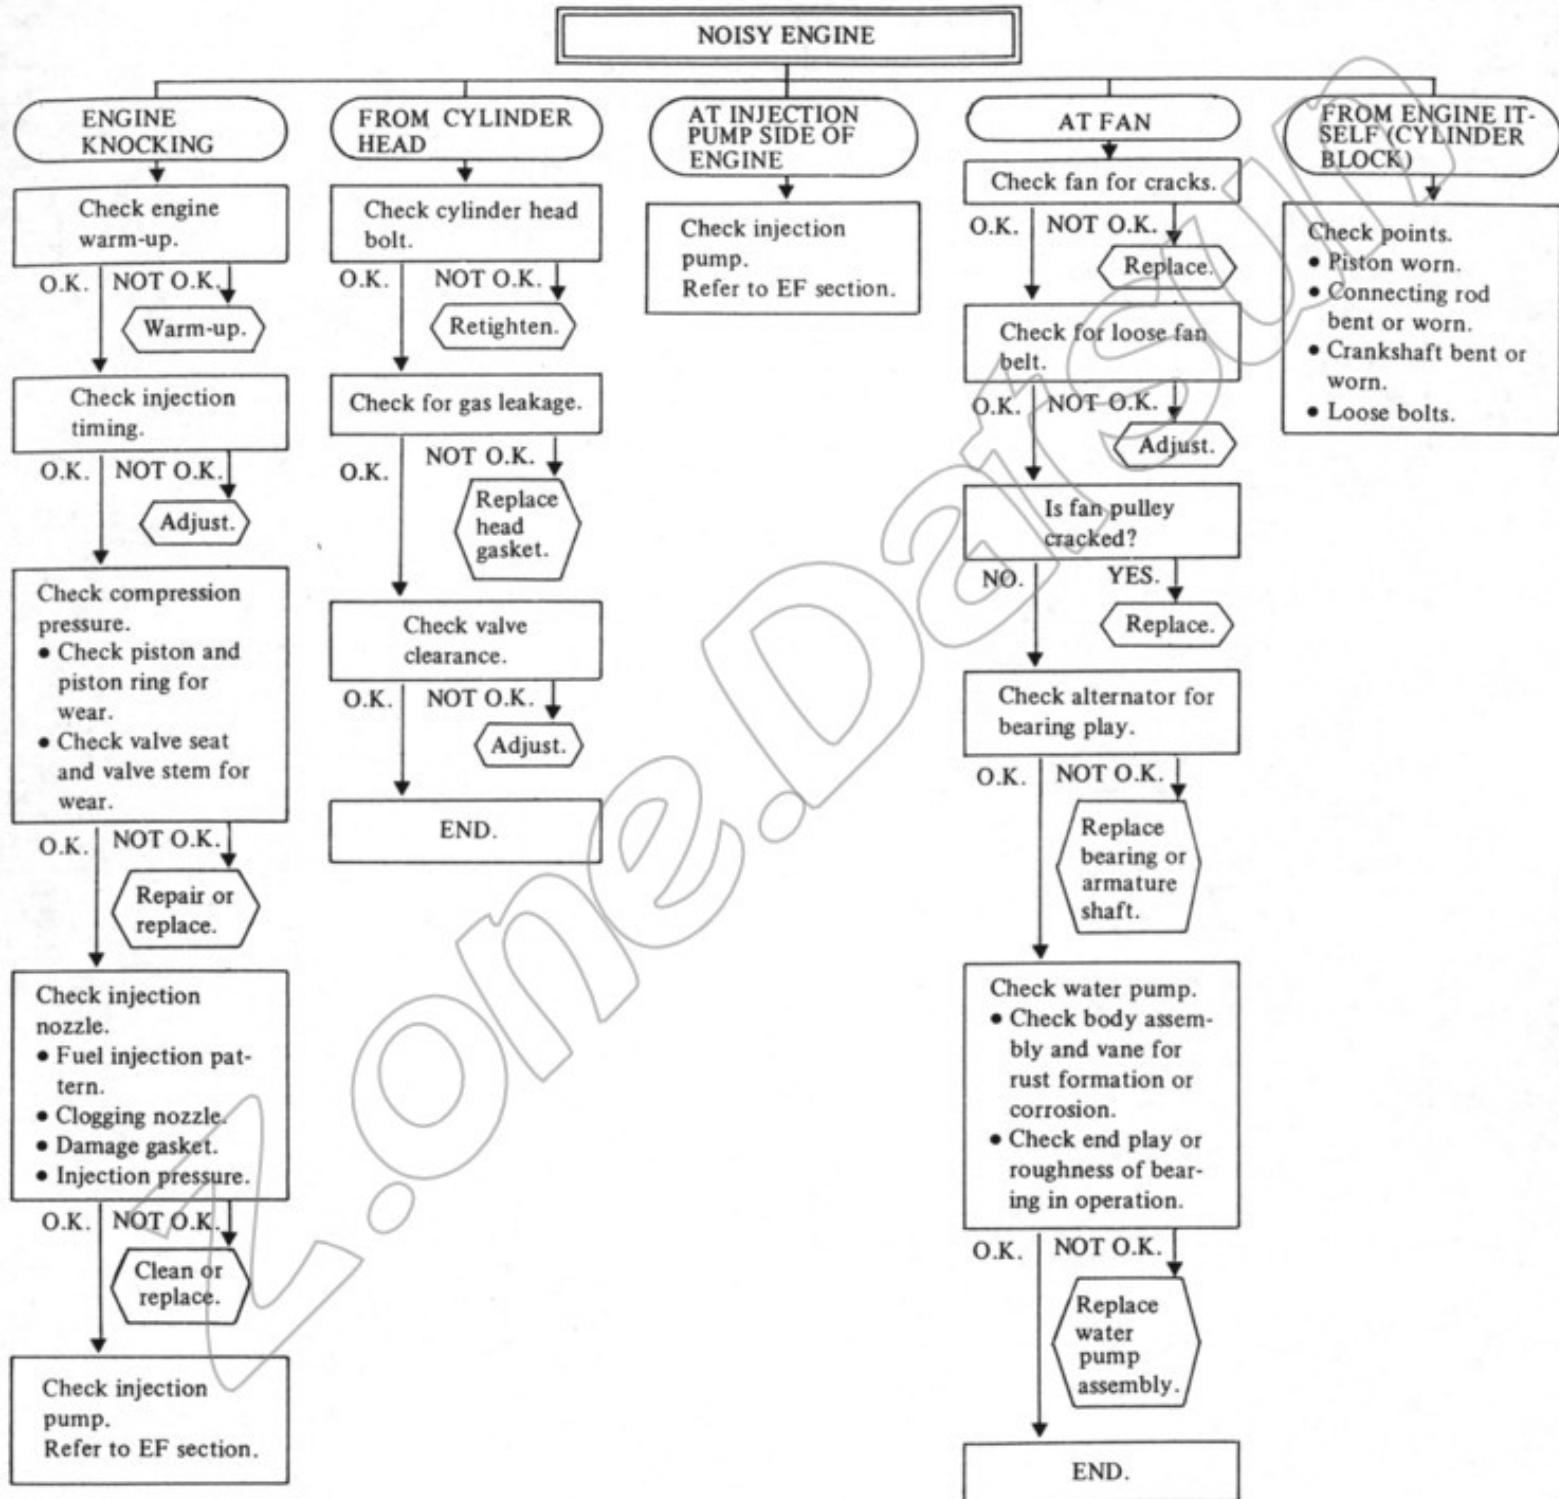 NOISY ENGINE
ENGINE
KNOCKING
Check engine
warm-up.
O.K. NOT O.K.
Warm-up.
Check injection
timing.
O.K. NOT O.K.
Adjust.
Check compression
pressure.
• Check piston and
piston ring for
wear.
• Check valve seat
and valve stem for
wear.
O.K. NOT O.K.
Repair or
replace.
Check injection
nozzle.
• Fuel injection pat-
tern.
• Clogging nozzle.
• Damage gasket.
• Injection pressure.
O.K. NOT O.K.
Clean or
replace.
Check injection
pump.
Refer to EF section.
FROM CYLINDER
HEAD
Check cylinder head
bolt.
O.K. NOT O.K.
Retighten.
Check for gas leakage.
O.K. NOT O.K.
Replace
head
gasket.
Check valve
clearance.
O.K. NOT O.K.
Adjust.
END.
AT INJECTION
PUMP SIDE OF
ENGINE
Check injection
pump.
Refer to EF section.
AT FAN
Check fan for cracks.
O.K. NOT O.K.
Replace.
Check for loose fan
belt.
O.K. NOT O.K.
Adjust.
Is fan pulley
cracked?
NO. YES.
Replace.
Check alternator for
bearing play.
O.K. NOT O.K.
Replace
bearing or
armature
shaft.
Check water pump.
• Check body assem-
bly and vane for
rust formation or
corrosion.
• Check end play or
roughness of bear-
ing in operation.
O.K. NOT O.K.
Replace
water
pump
assembly.
END.
FROM ENGINE IT-
SELF (CYLINDER
BLOCK)
Check points.
• Piston worn.
• Connecting rod
bent or worn.
• Crankshaft bent or
worn.
• Loose bolts.
Z.one.Datsun